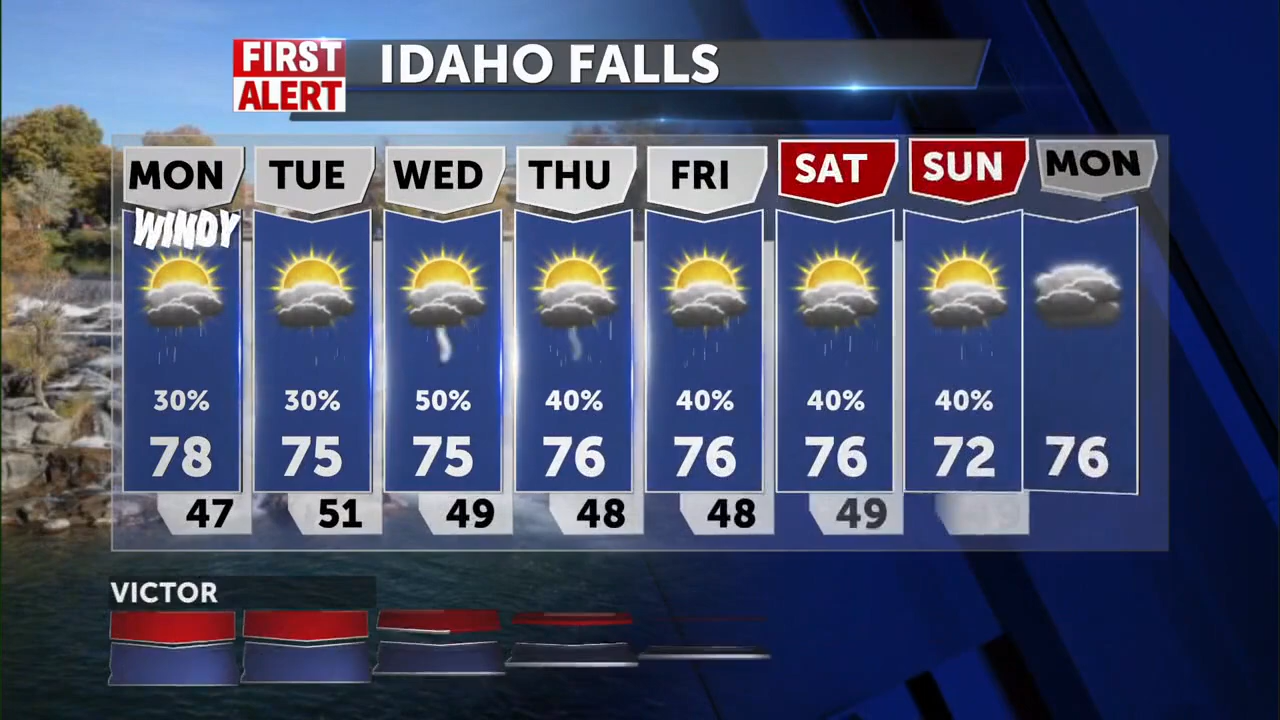 FIRST
ALERT
IDAHO FALLS
MON TUE WED THU FRI SAT SUN MON
WINDY
30% 30% 50% 40% 40% 40% 40%
78 75 75 76 76 76 72 76
47 51 49 48 48 49
VICTOR